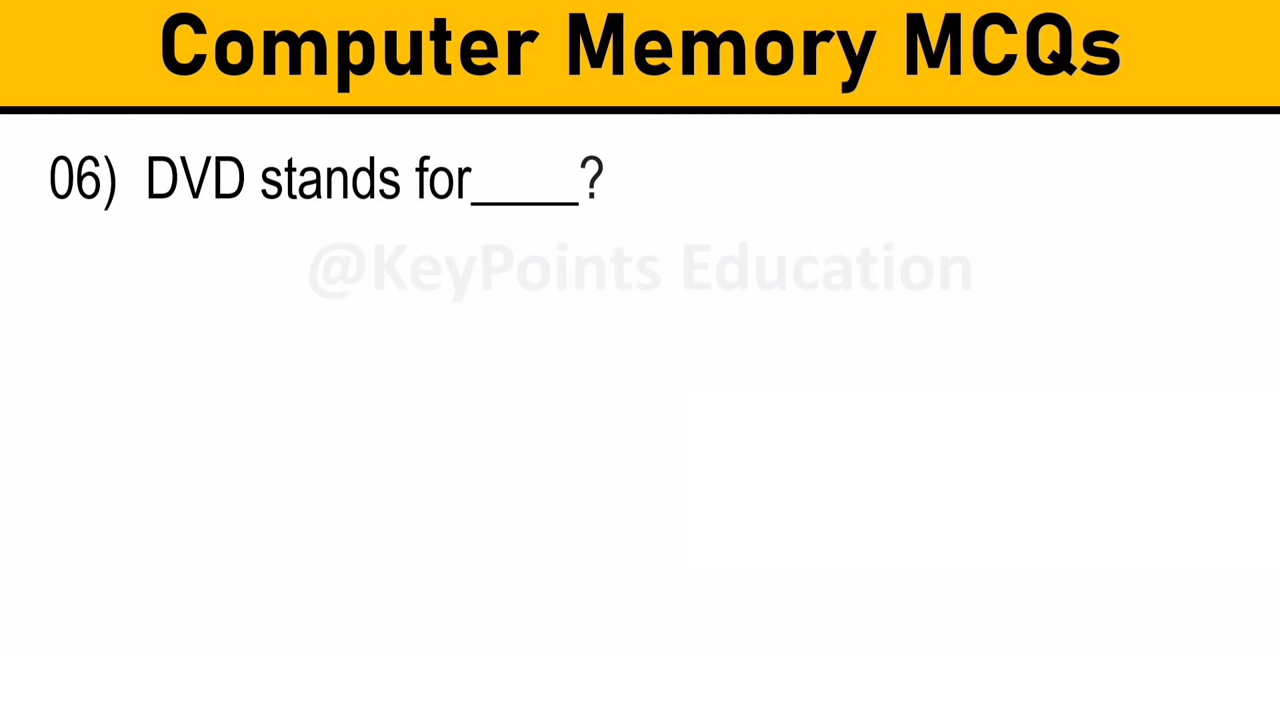 Computer Memory MCQs
06) DVD stands for____?
@KeyPoints Education